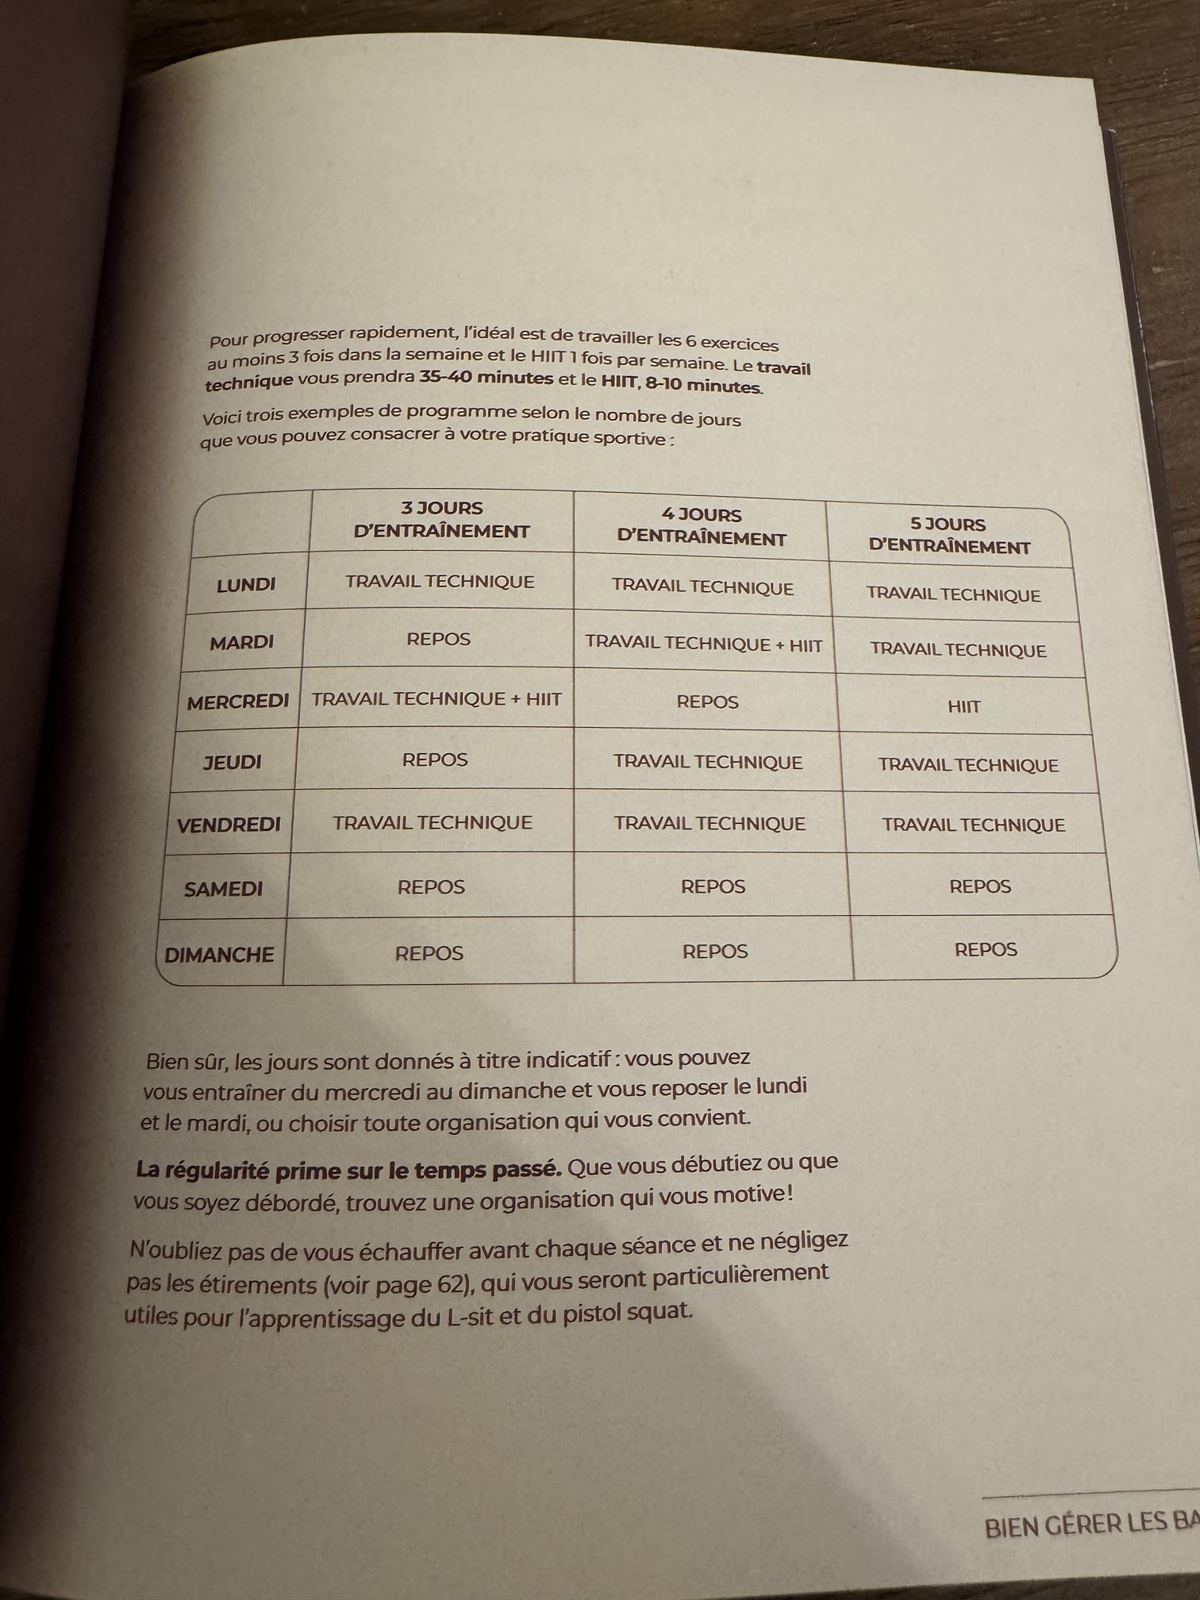 Pour progresser rapidement, l'idéal est de travailler les 6 exercices
au moins 3 fois dans la semaine et le HIIT 1 fois par semaine. Le travail
technique vous prendra 35-40 minutes et le HIIT, 8-10 minutes.
Voici trois exemples de programme selon le nombre de jours
que vous pouvez consacrer à votre pratique sportive :
3 JOURS D'ENTRAÎNEMENT 4 JOURS D'ENTRAÎNEMENT 5 JOURS D'ENTRAÎNEMENT
LUNDI TRAVAIL TECHNIQUE TRAVAIL TECHNIQUE TRAVAIL TECHNIQUE
MARDI REPOS TRAVAIL TECHNIQUE + HIIT TRAVAIL TECHNIQUE
MERCREDI TRAVAIL TECHNIQUE + HIIT REPOS HIIT
JEUDI REPOS TRAVAIL TECHNIQUE TRAVAIL TECHNIQUE
VENDREDI TRAVAIL TECHNIQUE TRAVAIL TECHNIQUE TRAVAIL TECHNIQUE
SAMEDI REPOS REPOS REPOS
DIMANCHE REPOS REPOS REPOS
Bien sûr, les jours sont donnés à titre indicatif : vous pouvez
vous entraîner du mercredi au dimanche et vous reposer le lundi
et le mardi, ou choisir toute organisation qui vous convient.
La régularité prime sur le temps passé. Que vous débutiez ou que
vous soyez débordé, trouvez une organisation qui vous motive !
N'oubliez pas de vous échauffer avant chaque séance et ne négligez
pas les étirements (voir page 62), qui vous seront particulièrement
utiles pour l'apprentissage du L-sit et du pistol squat.
BIEN GÉRER LES BA